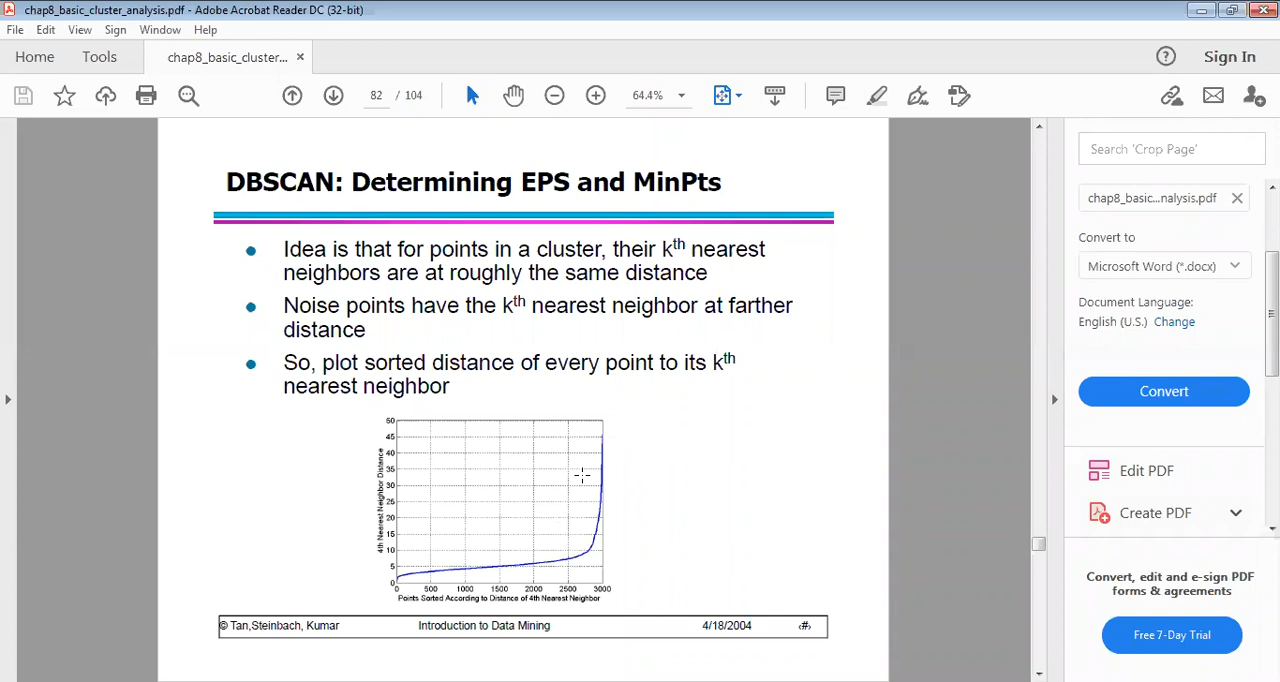 chap8_basic_cluster_analysis.pdf - Adobe Acrobat Reader DC (32-bit)
File Edit View Sign Window Help
Home Tools chap8_basic_cluster... × Sign In
82 / 104 64.4%
DBSCAN: Determining EPS and MinPts
Idea is that for points in a cluster, their kth nearest
neighbors are at roughly the same distance
Noise points have the kth nearest neighbor at farther
distance
So, plot sorted distance of every point to its kth
nearest neighbor
50
45
40
35
30
25
20
15
10
5
0
4th Nearest Neighbor Distance
0 500 1000 1500 2000 2500 3000
Points Sorted According to Distance of 4th Nearest Neighbor
© Tan,Steinbach, Kumar Introduction to Data Mining 4/18/2004 ‹#›
Search 'Crop Page'
chap8_basic...nalysis.pdf
Convert to
Microsoft Word (*.docx)
Document Language:
English (U.S.) Change
Convert
Edit PDF
Create PDF
Convert, edit and e-sign PDF
forms & agreements
Free 7-Day Trial